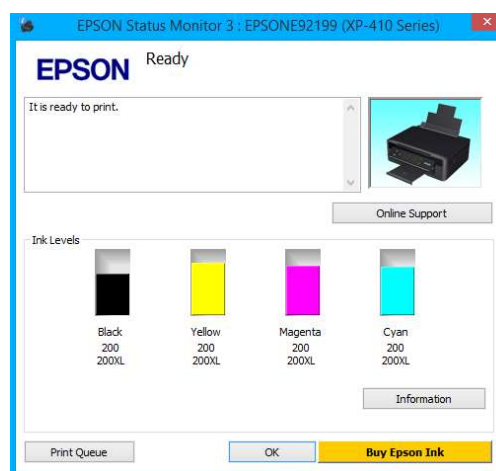 EPSON Status Monitor 3 : EPSONE92199 (XP-410 Series)
EPSON
Ready
It is ready to print.
Online Support
Ink Levels
Black Yellow Magenta Cyan
200 200 200 200
200XL 200XL 200XL 200XL
Information
Print Queue OK Buy Epson Ink